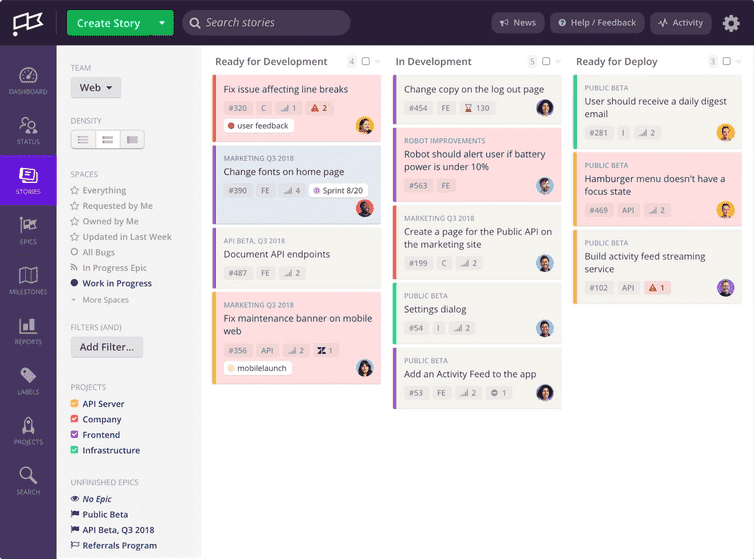 Create Story
Search stories
News
Help / Feedback
Activity
DASHBOARD
STATUS
STORIES
EPICS
MILESTONES
REPORTS
LABELS
PROJECTS
SEARCH
TEAM
Web
DENSITY
SPACES
Everything
Requested by Me
Owned by Me
Updated in Last Week
All Bugs
In Progress Epic
Work in Progress
More Spaces
FILTERS (AND)
Add Filter...
PROJECTS
API Server
Company
Frontend
Infrastructure
UNFINISHED EPICS
No Epic
Public Beta
API Beta, Q3 2018
Referrals Program
Ready for Development 4
Fix issue affecting line breaks
#320 C 1 2
user feedback
MARKETING Q3 2018
Change fonts on home page
#390 FE 4 Sprint 8/20
API BETA, Q3 2018
Document API endpoints
#487 FE 2
MARKETING Q3 2018
Fix maintenance banner on mobile
web
#356 API 2 1
mobilelaunch
In Development 5
Change copy on the log out page
#454 FE 130
ROBOT IMPROVEMENTS
Robot should alert user if battery
power is under 10%
#563 FE
MARKETING Q3 2018
Create a page for the Public API on
the marketing site
#199 C 2
PUBLIC BETA
Settings dialog
#54 I 2
PUBLIC BETA
Add an Activity Feed to the app
#53 FE 2 1
Ready for Deploy 3
PUBLIC BETA
User should receive a daily digest
email
#281 I 2
PUBLIC BETA
Hamburger menu doesn't have a
focus state
#469 API 2
PUBLIC BETA
Build activity feed streaming
service
#102 API 1